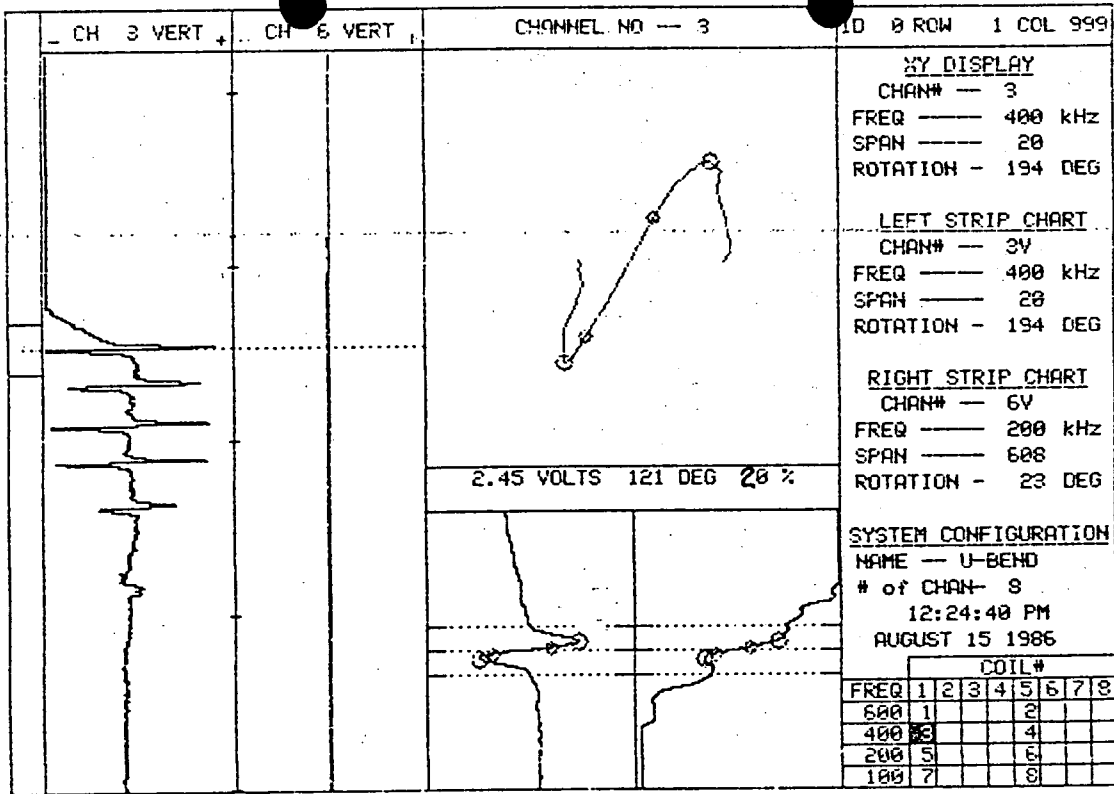 _ CH 3 VERT +
CH 6 VERT
CHANNEL NO -- 3
ID 0 ROW 1 COL 999
XY DISPLAY
CHAN# -- 3
FREQ ----- 400 kHz
SPAN ----- 20
ROTATION - 194 DEG
LEFT STRIP CHART
CHAN# -- 3V
FREQ ----- 400 kHz
SPAN ----- 20
ROTATION - 194 DEG
RIGHT STRIP CHART
CHAN# -- 6V
FREQ ----- 200 kHz
SPAN ----- 608
ROTATION - 23 DEG
2.45 VOLTS 121 DEG 20 %
SYSTEM CONFIGURATION
NAME -- U-BEND
# of CHAN- 8
12:24:40 PM
AUGUST 15 1986
COIL#
FREQ 1 2 3 4 5 6 7 8
600 1 2
400 3 4
200 5 6
100 7 8